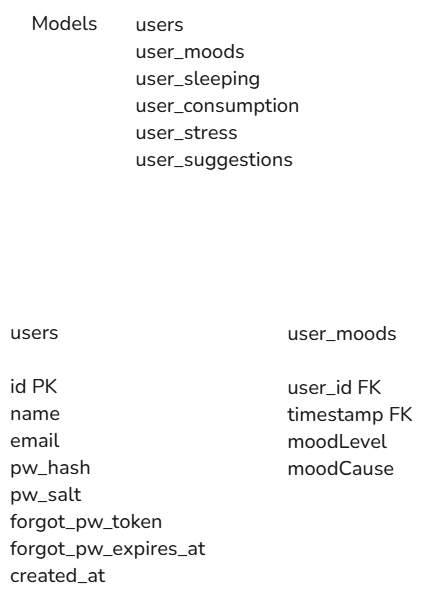 Models
users
user_moods
user_sleeping
user_consumption
user_stress
user_suggestions
users
id PK
name
email
pw_hash
pw_salt
forgot_pw_token
forgot_pw_expires_at
created_at
user_moods
user_id FK
timestamp FK
moodLevel
moodCause